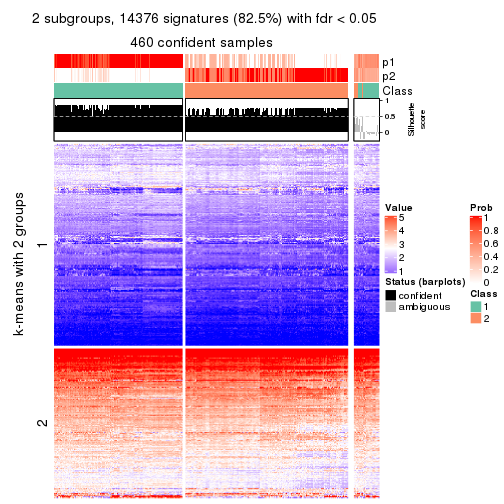 2 subgroups, 14376 signatures (82.5%) with fdr < 0.05
460 confident samples
p1
p2
Class
1
0.5
0
Silhouette
score
k-means with 2 groups
1
2
Value
5
4
3
2
1
Status (barplots)
confident
ambiguous
Prob
1
0.8
0.6
0.4
0.2
0
Class
1
2